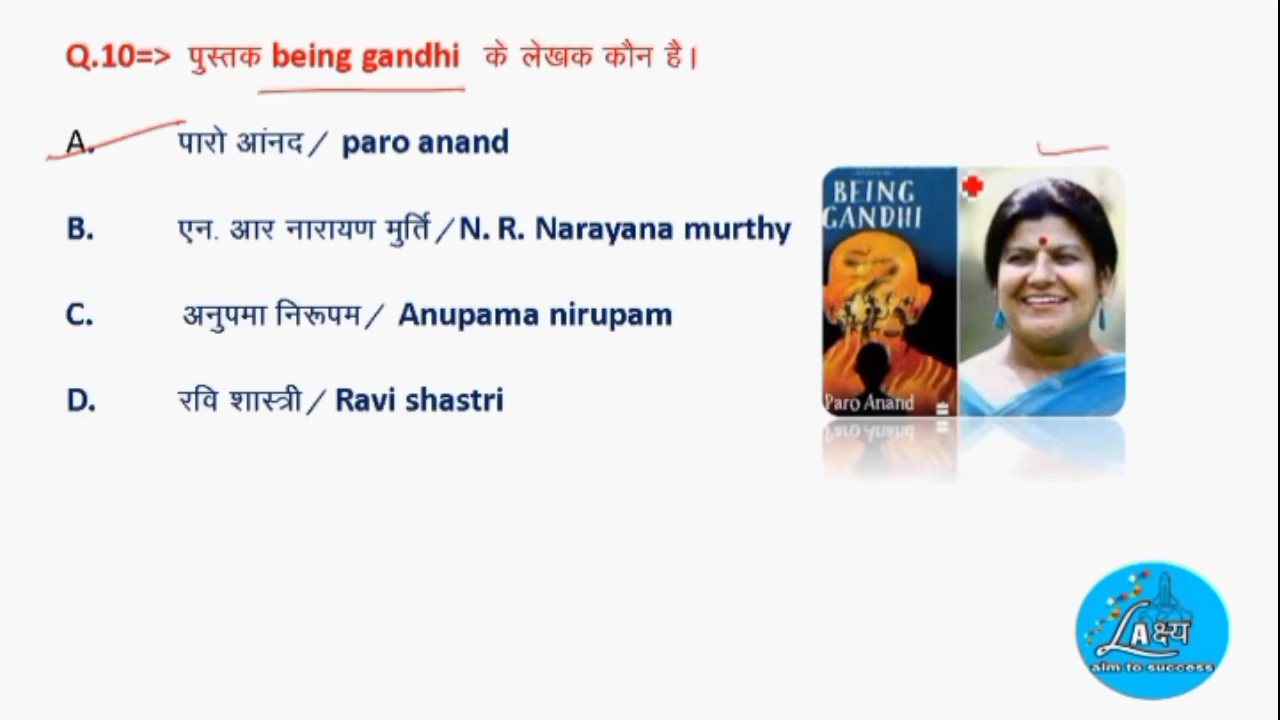 Q.10=> पुस्तक being gandhi के लेखक कौन है।
A. पारो आंनद/ paro anand
B. एन. आर नारायण मुर्ति/N. R. Narayana murthy
C. अनुपमा निरूपम/ Anupama nirupam
D. रवि शास्त्री/ Ravi shastri
BEING
GANDHI
Paro Anand
LAक्ष्य
aim to success